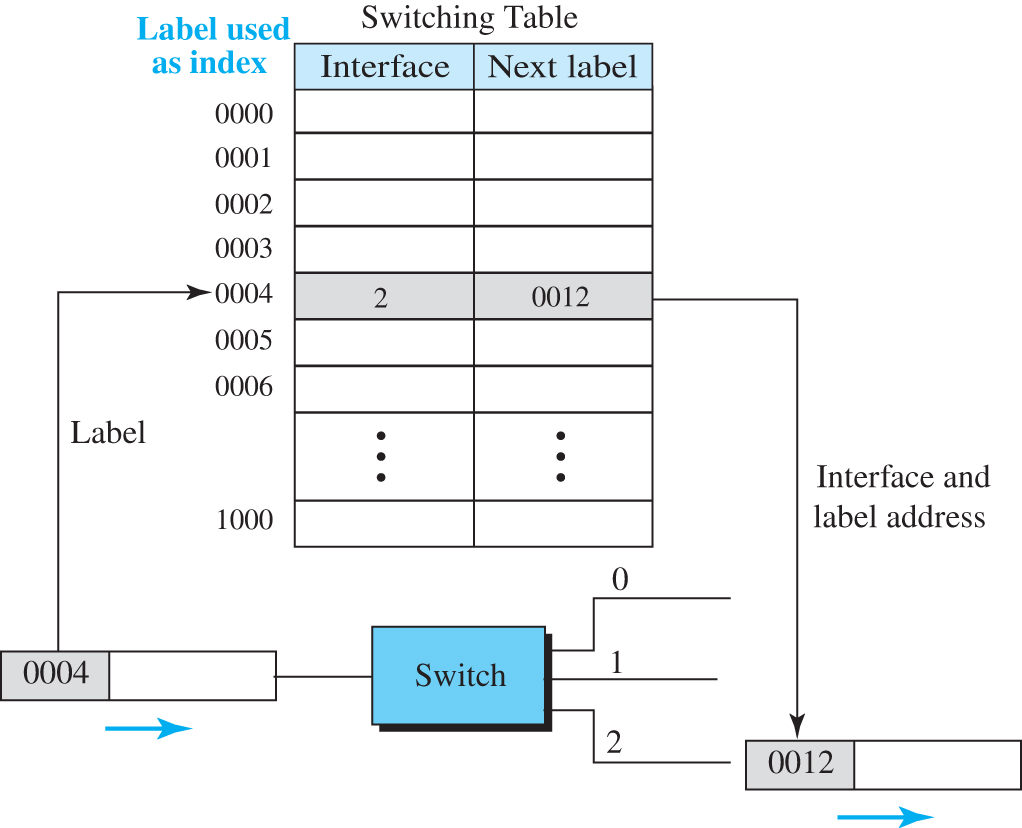 Switching Table
Label used
as index
Interface Next label
0000
0001
0002
0003
0004 2 0012
0005
0006
1000
Label
Interface and
label address
0
0004
Switch
1
2
0012